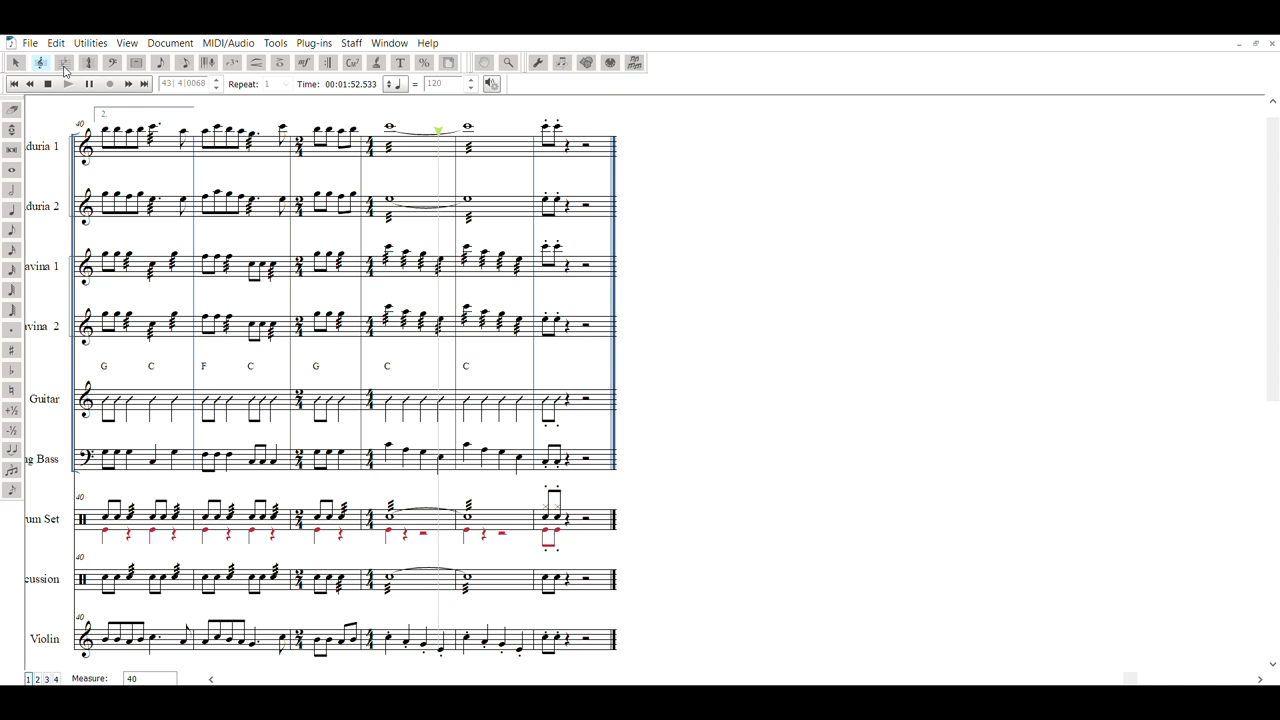 File Edit Utilities View Document MIDI/Audio Tools Plug-ins Staff Window Help
43| 4|0068 Repeat: 1 Time: 00:01:52.533 = 120
2.
40
duria 1
duria 2
avina 1
avina 2
G C F C G C C
Guitar
ng Bass
40
um Set
40
cussion
40
Violin
1 2 3 4 Measure: 40